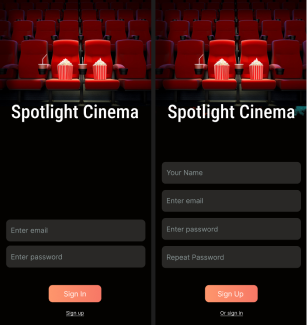 Spotlight Cinema
Enter email
Enter password
Sign In
Sign up
Spotlight Cinema
Your Name
Enter email
Enter password
Repeat Password
Sign Up
Or sign in